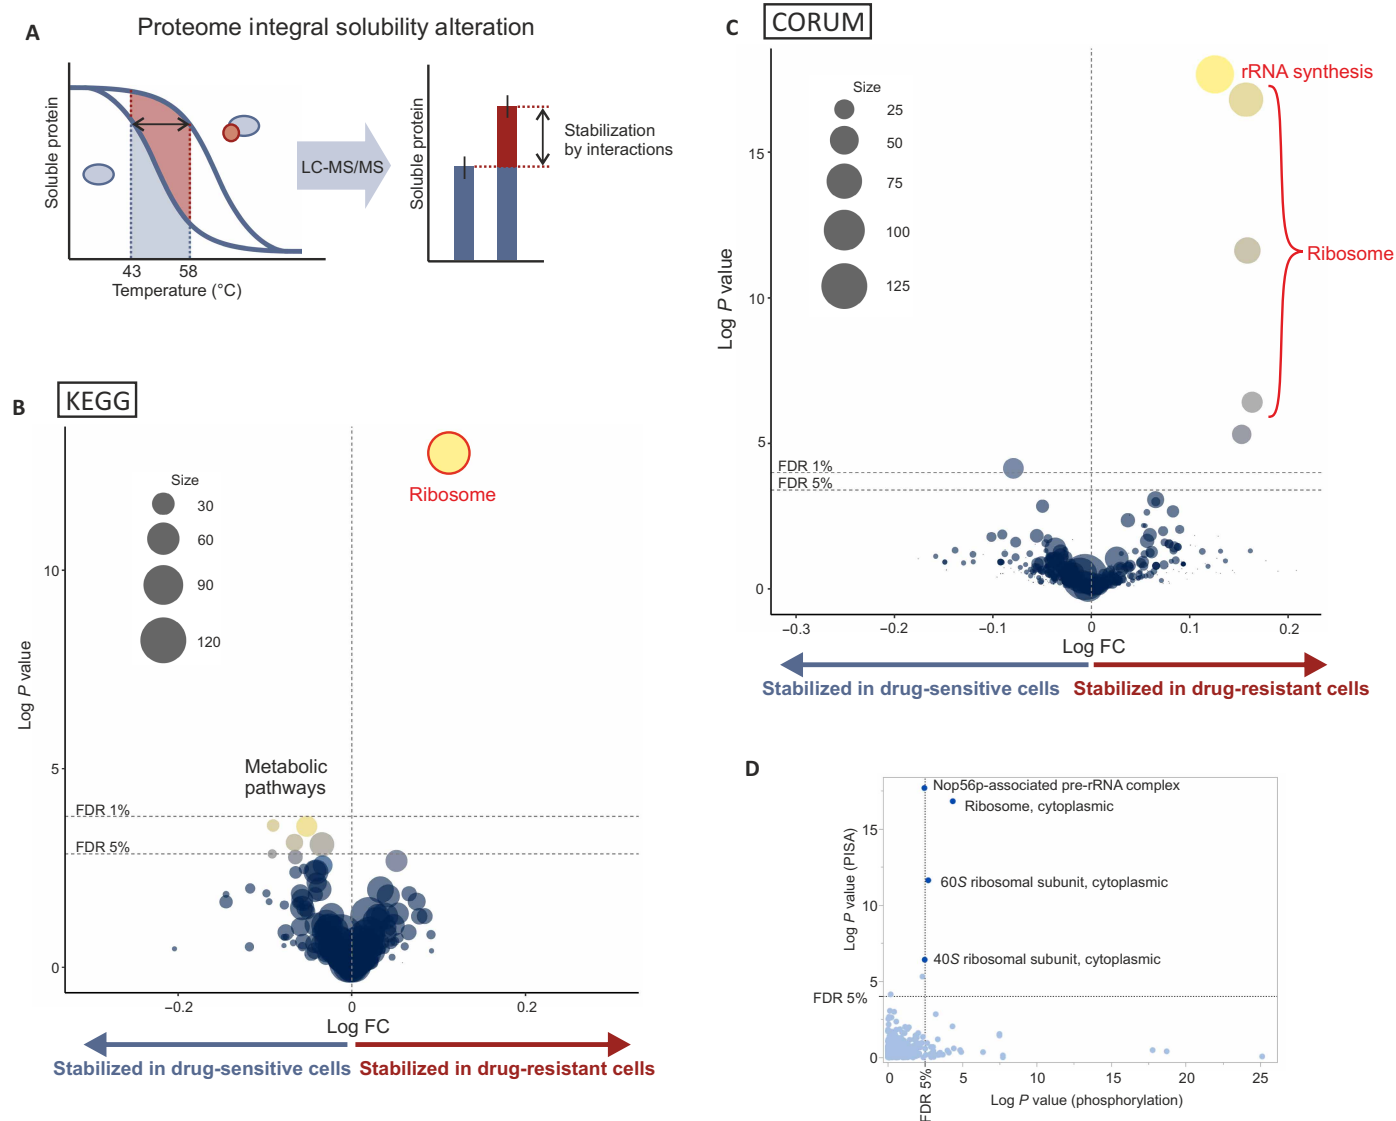 A
Proteome integral solubility alteration
Soluble protein
43
58
Temperature (°C)
LC-MS/MS
Soluble protein
Stabilization
by interactions
B
KEGG
Log P value
10
5
0
Size
30
60
90
120
Ribosome
Metabolic
pathways
FDR 1%
FDR 5%
−0.2
0
0.2
Log FC
Stabilized in drug-sensitive cells
Stabilized in drug-resistant cells
C
CORUM
Log P value
15
10
5
0
Size
25
50
75
100
125
rRNA synthesis
Ribosome
FDR 1%
FDR 5%
−0.3
−0.2
−0.1
0
0.1
0.2
Log FC
Stabilized in drug-sensitive cells
Stabilized in drug-resistant cells
D
Log P value (PISA)
15
10
5
0
FDR 5%
Nop56p-associated pre-rRNA complex
Ribosome, cytoplasmic
60S ribosomal subunit, cytoplasmic
40S ribosomal subunit, cytoplasmic
0
FDR 5%
5
10
15
20
25
Log P value (phosphorylation)